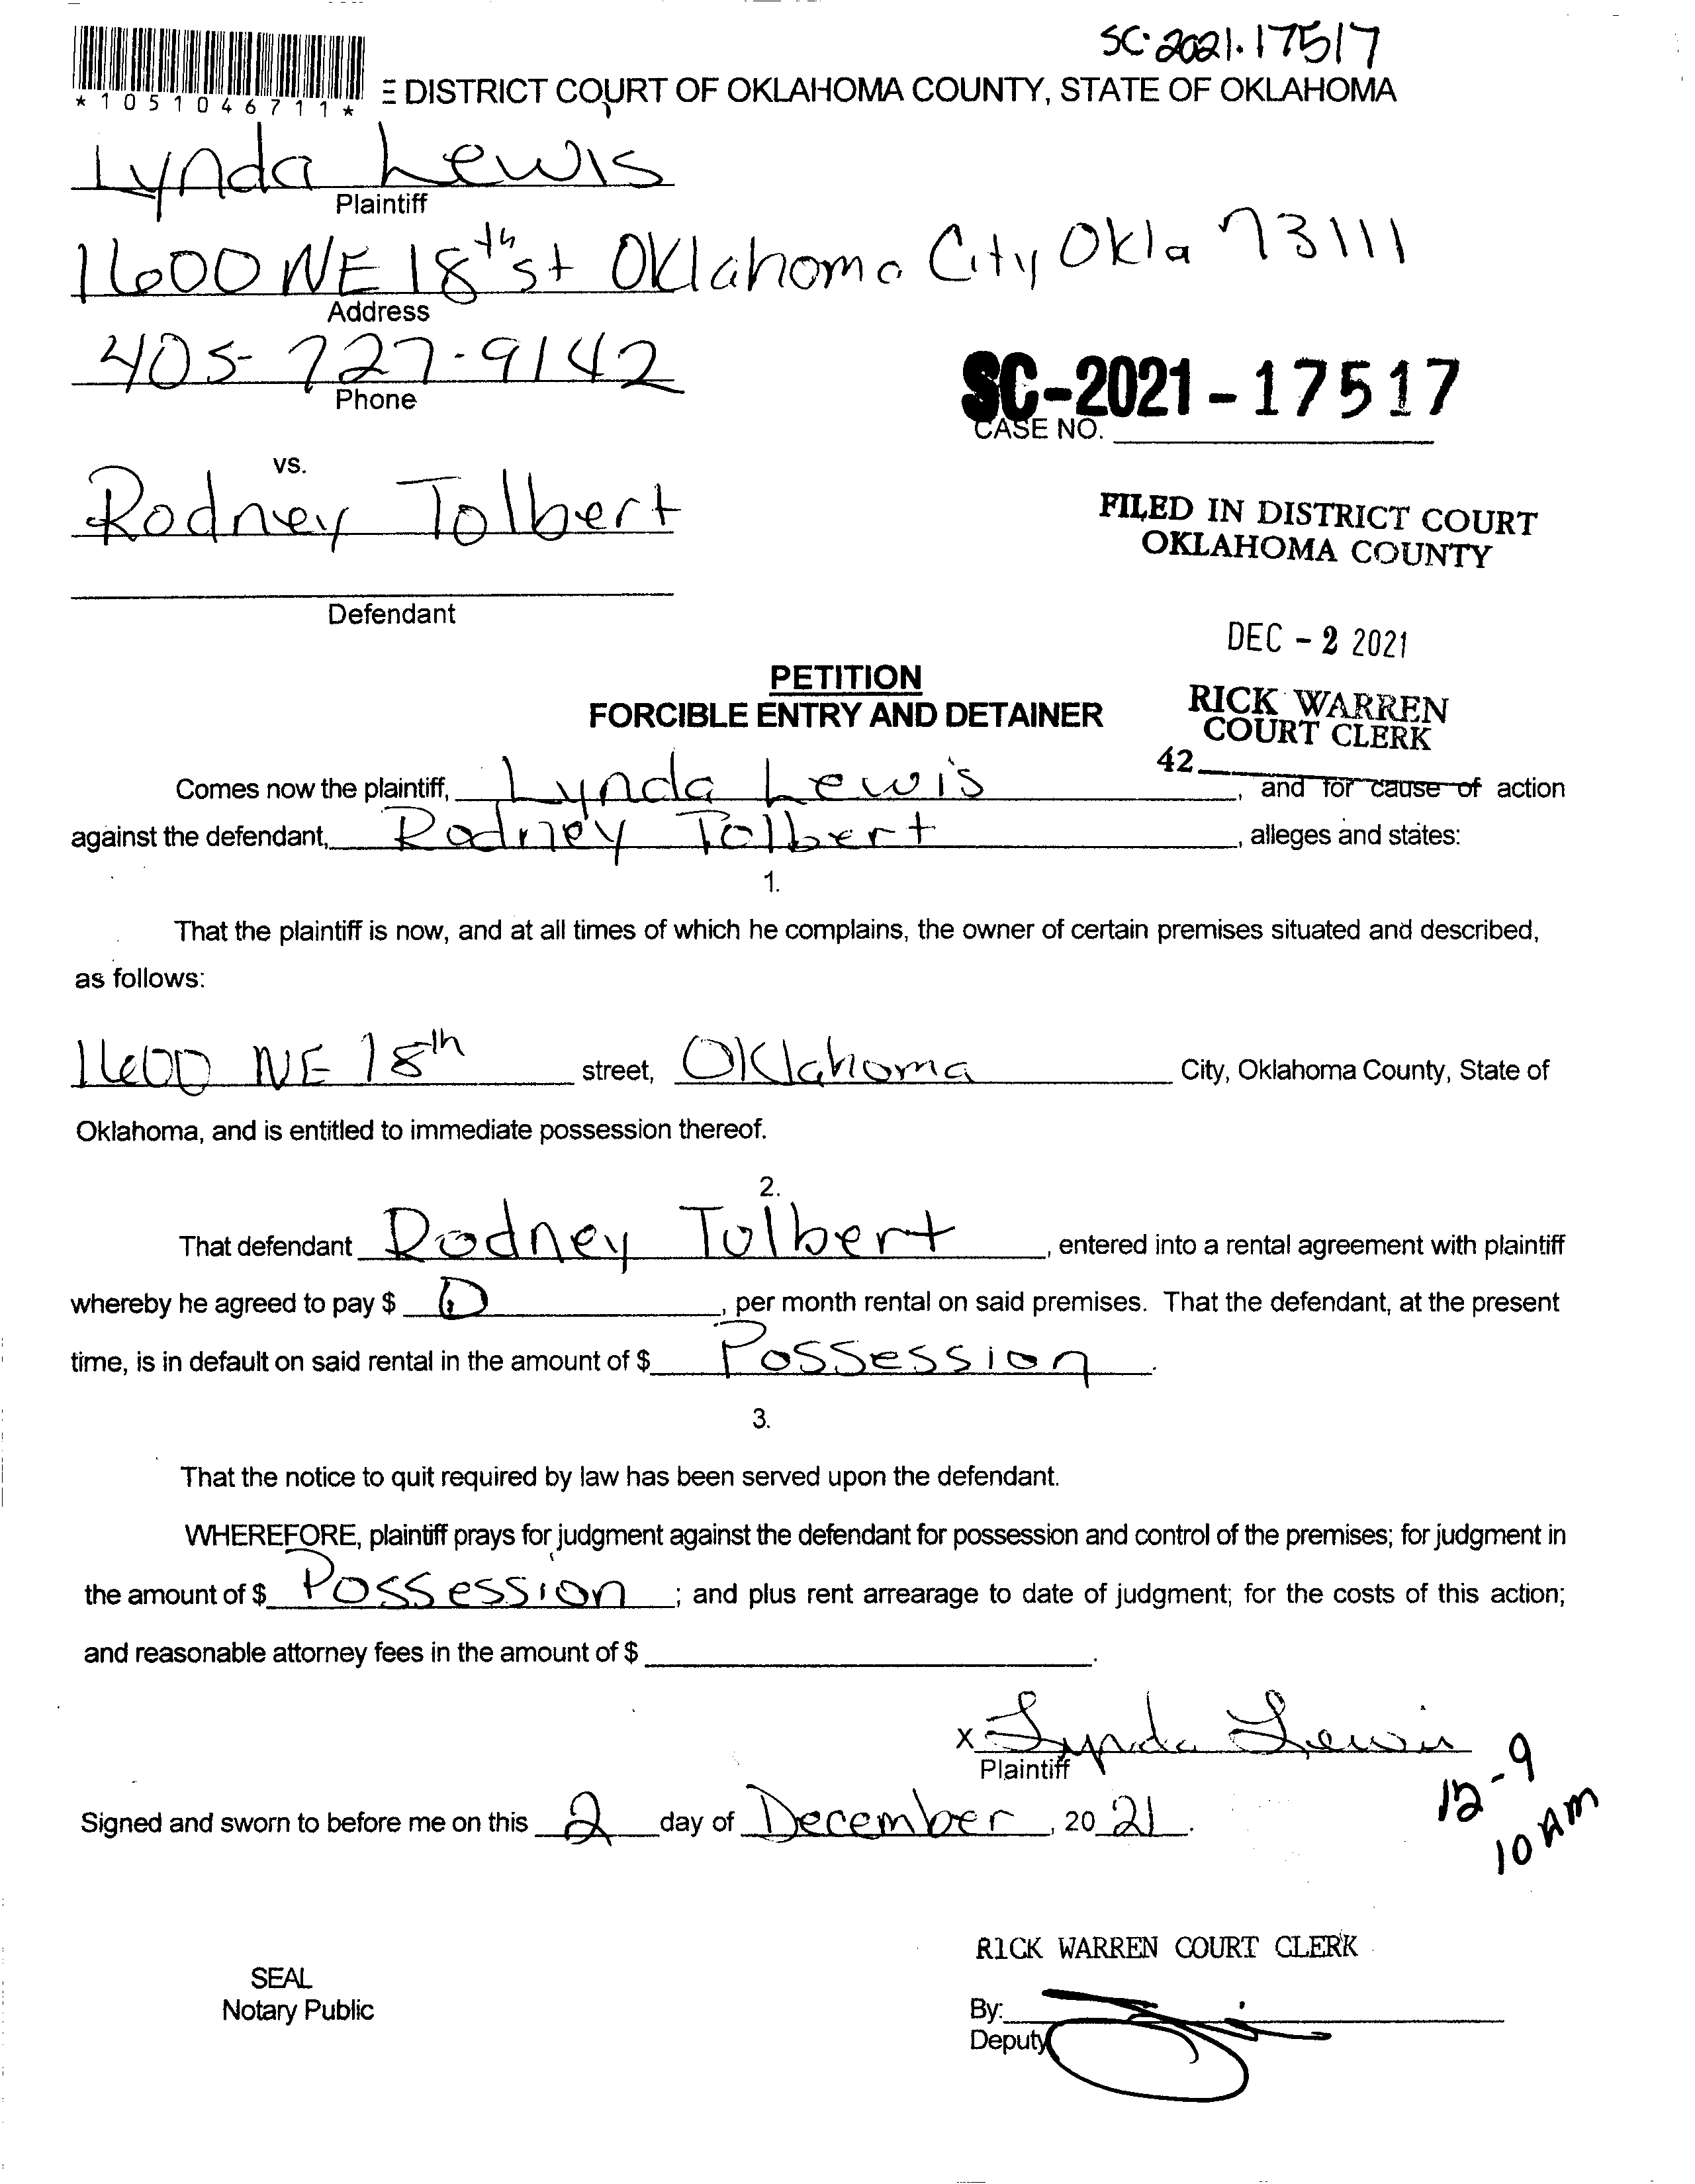 SC-2021-17517
*1051046711*
E DISTRICT COURT OF OKLAHOMA COUNTY, STATE OF OKLAHOMA
Lynda Lewis
Plaintiff
1600 NE 18th st Oklahoma City Okla 73111
Address
405-727-9142
Phone
SC-2021-17517
CASE NO.
vs.
Rodney Tolbert
FILED IN DISTRICT COURT
OKLAHOMA COUNTY
Defendant
DEC - 2 2021
PETITION
FORCIBLE ENTRY AND DETAINER
RICK WARREN
COURT CLERK
42
Comes now the plaintiff, Lynda Lewis, and for cause of action
against the defendant, Rodney Tolbert, alleges and states:
1.
That the plaintiff is now, and at all times of which he complains, the owner of certain premises situated and described,
as follows:
1600 NE 18th street, Oklahoma City, Oklahoma County, State of
Oklahoma, and is entitled to immediate possession thereof.
2.
That defendant Rodney Tolbert, entered into a rental agreement with plaintiff
whereby he agreed to pay $ 0, per month rental on said premises. That the defendant, at the present
time, is in default on said rental in the amount of $ Possession.
3.
That the notice to quit required by law has been served upon the defendant.
WHEREFORE, plaintiff prays for judgment against the defendant for possession and control of the premises; for judgment in
the amount of $ Possession; and plus rent arrearage to date of judgment; for the costs of this action;
and reasonable attorney fees in the amount of $
x Lynda Lewis
Plaintiff
12-9
10 AM
Signed and sworn to before me on this 2 day of December, 20 21.
RICK WARREN COURT CLERK
SEAL
Notary Public
By:
Deputy